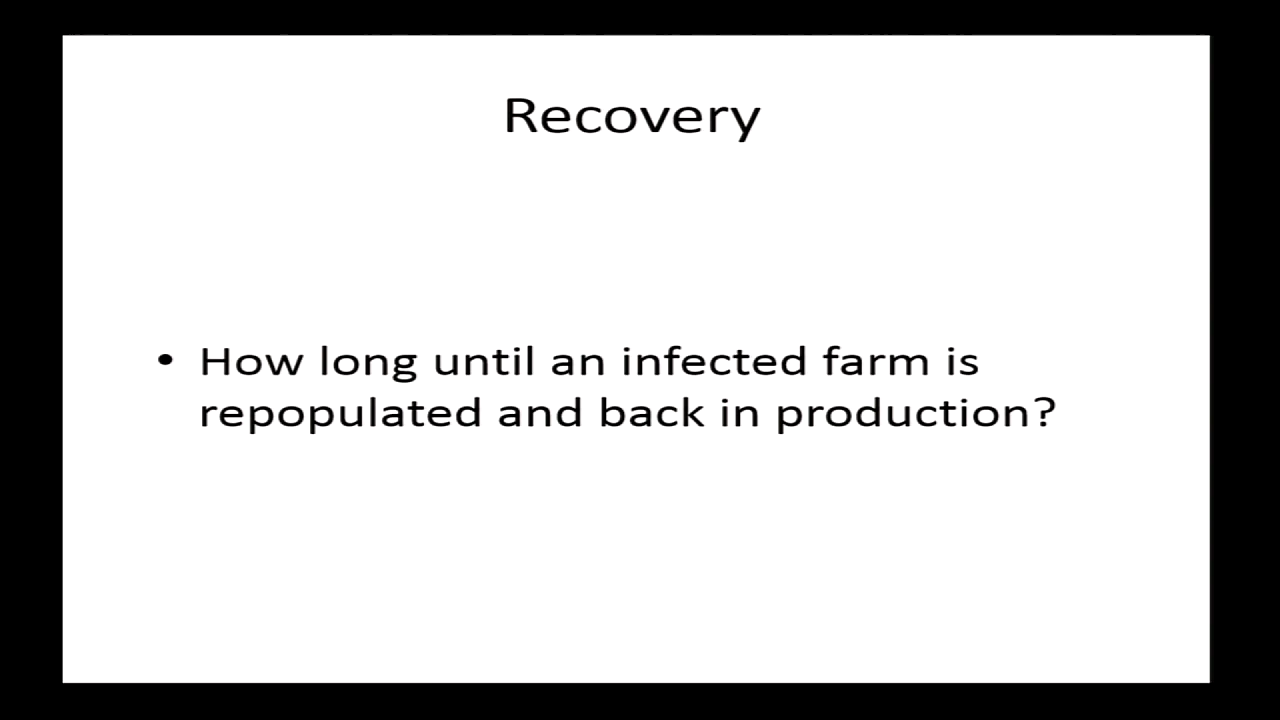 Recovery
• How long until an infected farm is
repopulated and back in production?